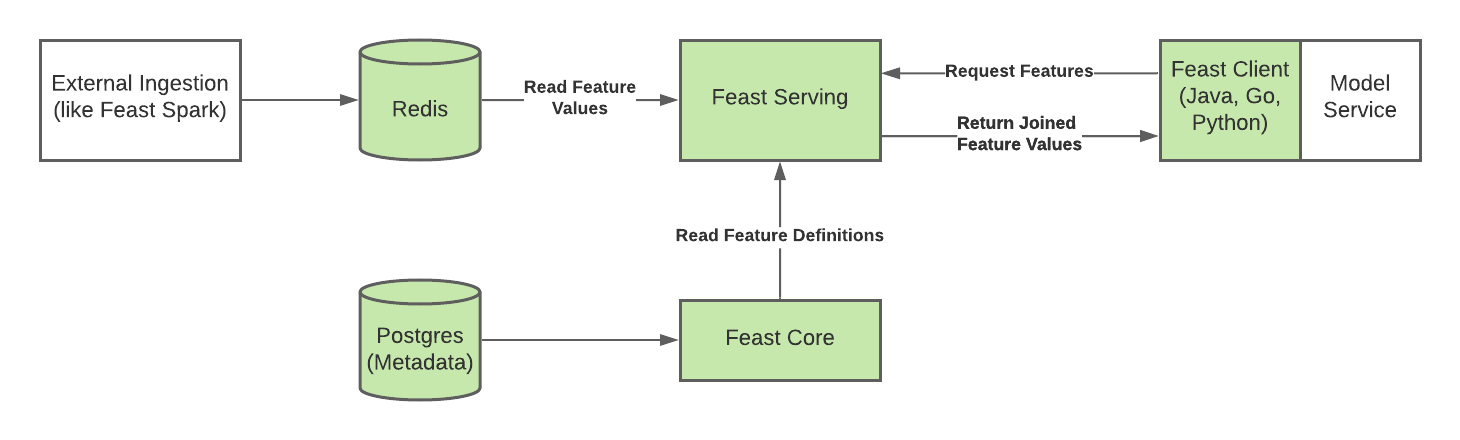 External Ingestion
(like Feast Spark)
Redis
Read Feature
Values
Feast Serving
Request Features
Return Joined
Feature Values
Feast Client
(Java, Go,
Python)
Model
Service
Read Feature Definitions
Postgres
(Metadata)
Feast Core